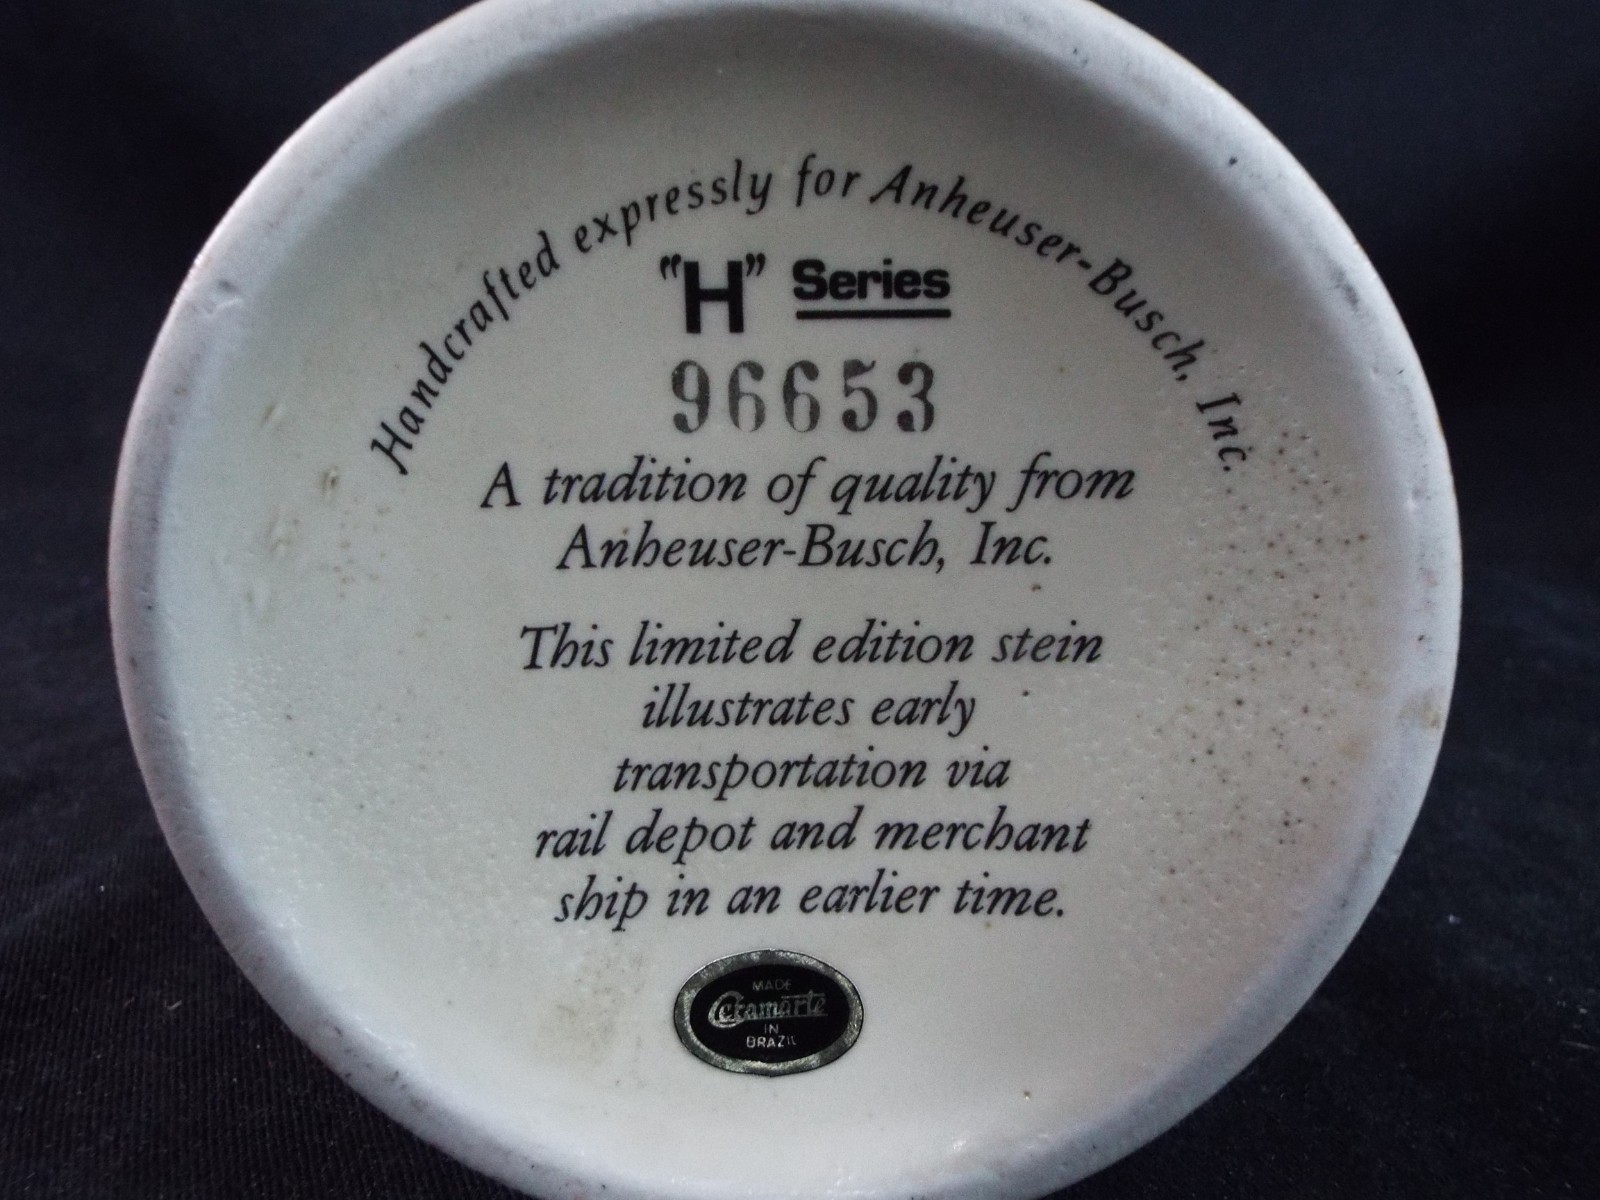 Handcrafted expressly for Anheuser-Busch, Inc.
"H" Series
96653
A tradition of quality from
Anheuser-Busch, Inc.
This limited edition stein
illustrates early
transportation via
rail depot and merchant
ship in an earlier time.
MADE
Ceramarte
IN
BRAZIL